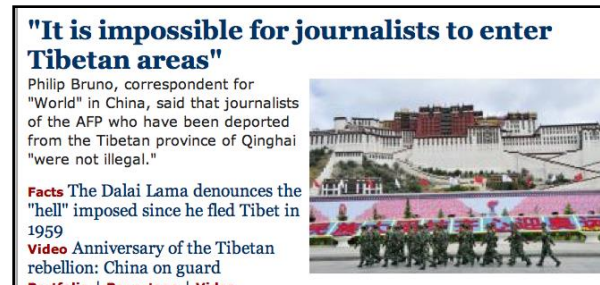 "It is impossible for journalists to enter
Tibetan areas"
Philip Bruno, correspondent for
"World" in China, said that journalists
of the AFP who have been deported
from the Tibetan province of Qinghai
"were not illegal."
Facts The Dalai Lama denounces the
"hell" imposed since he fled Tibet in
1959
Video Anniversary of the Tibetan
rebellion: China on guard